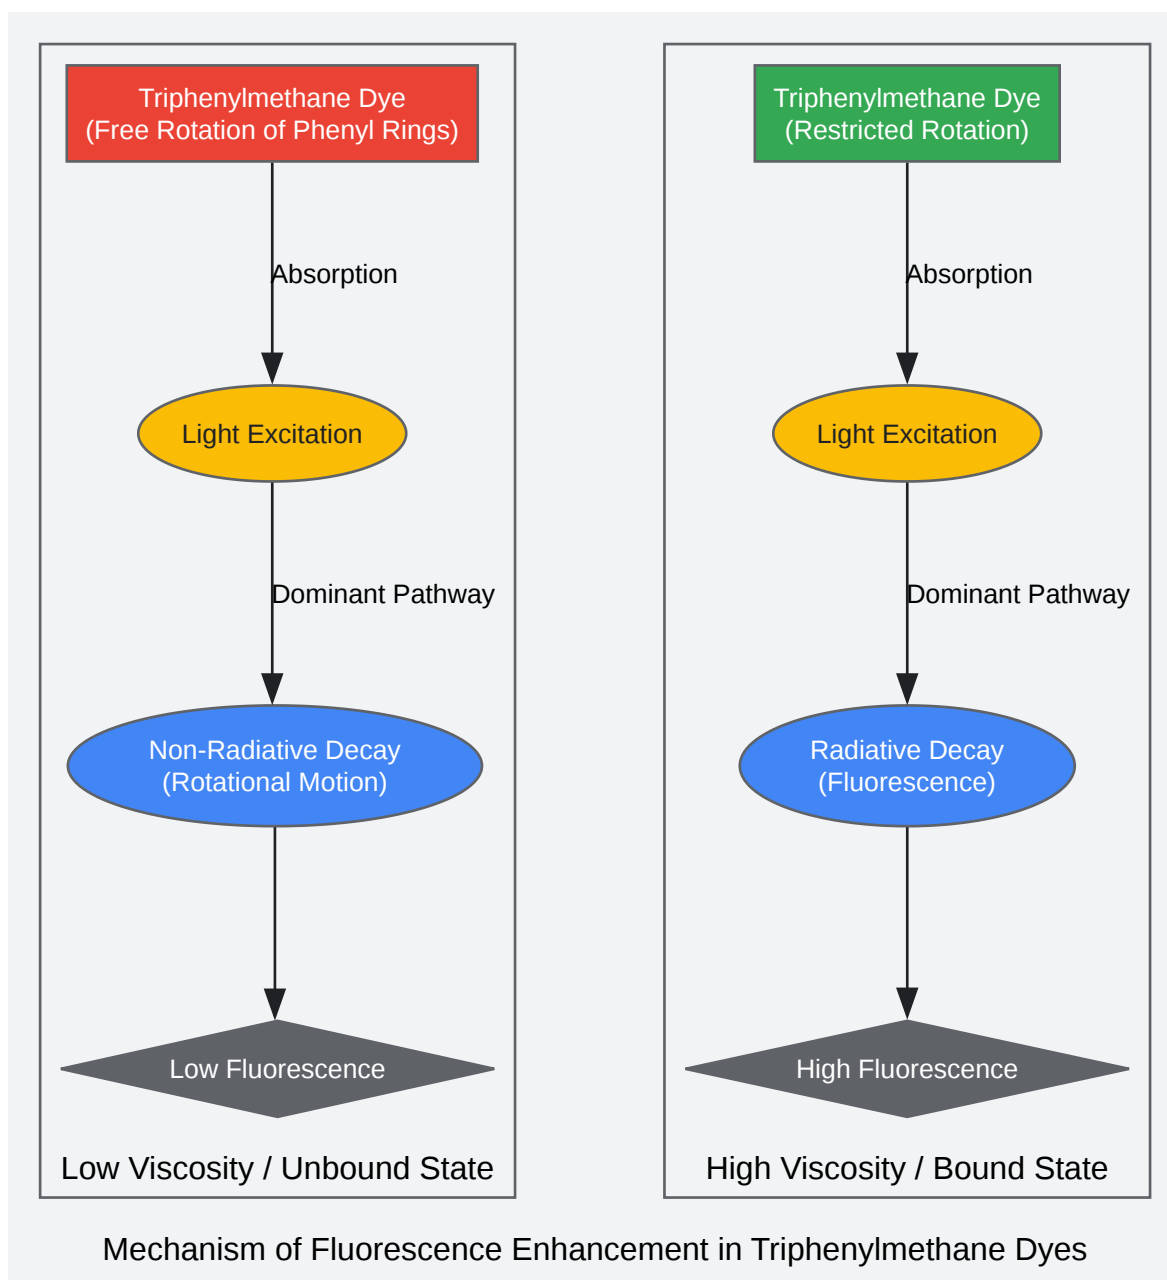 Triphenylmethane Dye
(Free Rotation of Phenyl Rings)
Absorption
Light Excitation
Dominant Pathway
Non-Radiative Decay
(Rotational Motion)
Low Fluorescence
Low Viscosity / Unbound State
Triphenylmethane Dye
(Restricted Rotation)
Absorption
Light Excitation
Dominant Pathway
Radiative Decay
(Fluorescence)
High Fluorescence
High Viscosity / Bound State
Mechanism of Fluorescence Enhancement in Triphenylmethane Dyes